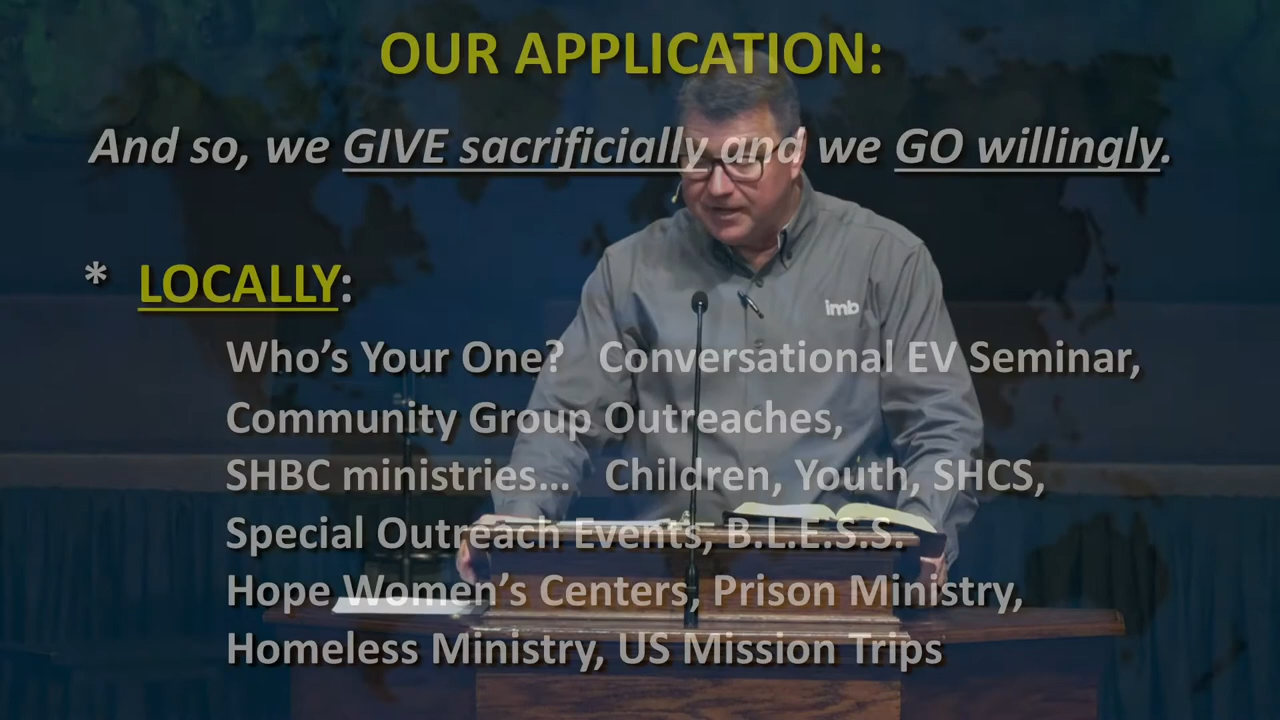 OUR APPLICATION:
And so, we GIVE sacrificially and we GO willingly.
* LOCALLY:
imb
Who's Your One? Conversational EV Seminar,
Community Group Outreaches,
SHBC ministries... Children, Youth, SHCS,
Special Outreach Events, B.L.E.S.S.
Hope Women's Centers, Prison Ministry,
Homeless Ministry, US Mission Trips